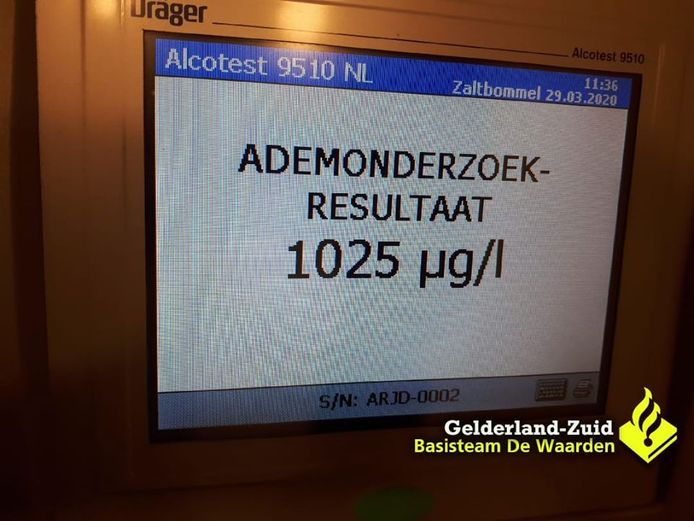 Dräger
Alcotest 9510
Alcotest 9510 NL
11:36
Zaltbommel 29.03.2020
ADEMONDERZOEK-
RESULTAAT
1025 µg/l
S/N: ARJD-0002
Gelderland-Zuid
Basisteam De Waarden